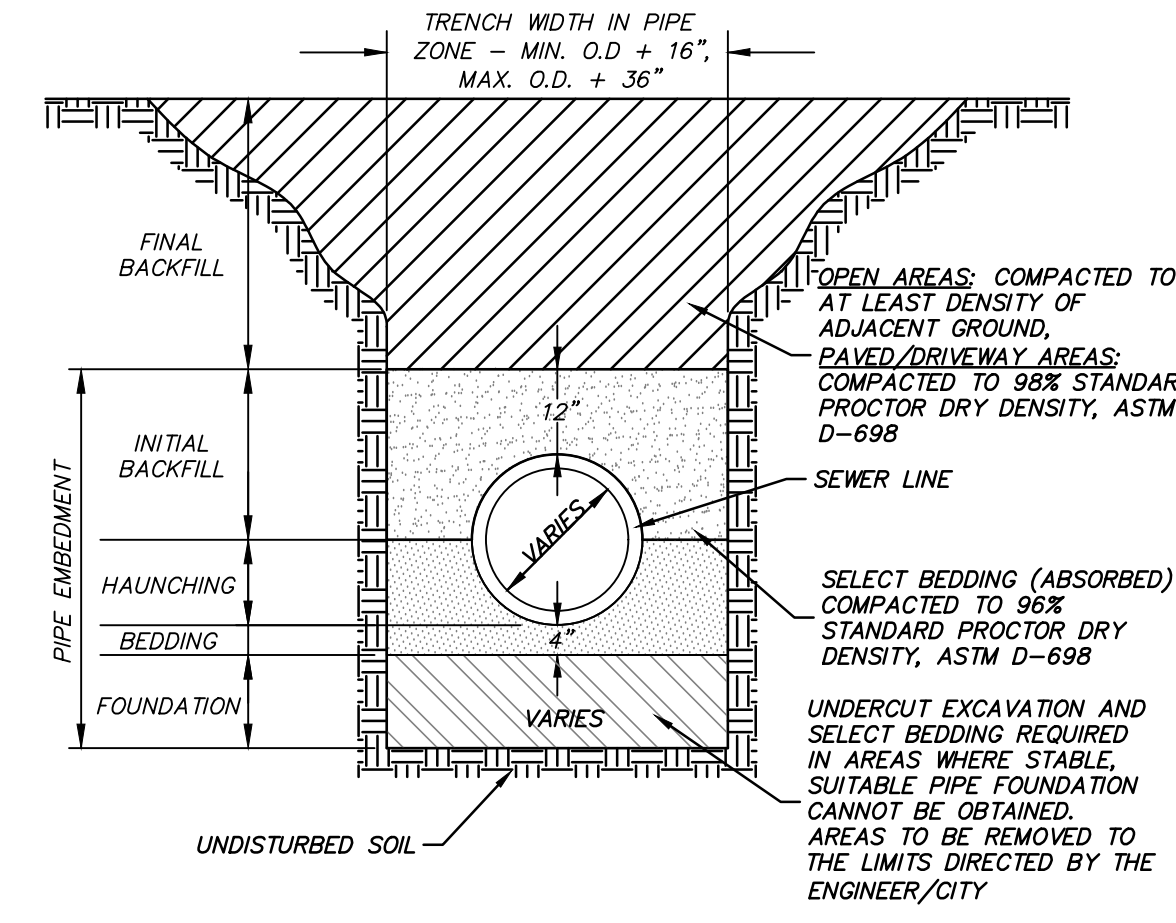 TRENCH WIDTH IN PIPE
ZONE - MIN. O.D + 16",
MAX. O.D. + 36"
FINAL
BACKFILL
OPEN AREAS: COMPACTED TO
AT LEAST DENSITY OF
ADJACENT GROUND,
PAVED/DRIVEWAY AREAS:
COMPACTED TO 98% STANDAR
PROCTOR DRY DENSITY, ASTM
D-698
12"
INITIAL
BACKFILL
PIPE EMBEDMENT
SEWER LINE
VARIES
HAUNCHING
SELECT BEDDING (ABSORBED)
COMPACTED TO 96%
STANDARD PROCTOR DRY
DENSITY, ASTM D-698
BEDDING
4"
FOUNDATION
VARIES
UNDERCUT EXCAVATION AND
SELECT BEDDING REQUIRED
IN AREAS WHERE STABLE,
SUITABLE PIPE FOUNDATION
CANNOT BE OBTAINED.
AREAS TO BE REMOVED TO
THE LIMITS DIRECTED BY THE
ENGINEER/CITY
UNDISTURBED SOIL